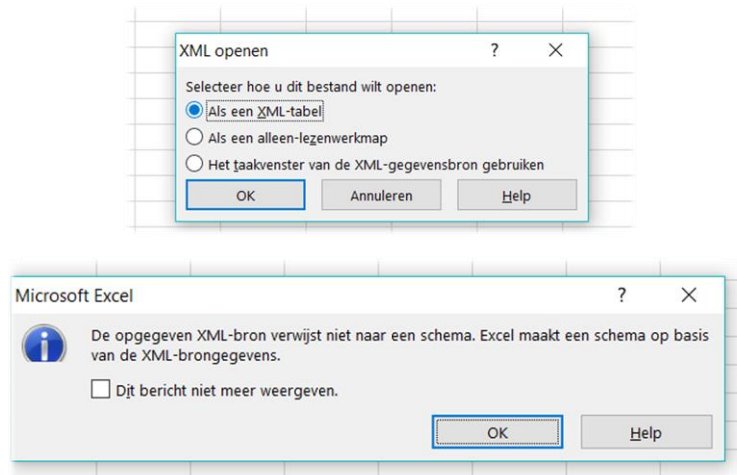 XML openen ?
Selecteer hoe u dit bestand wilt openen:
Als een XML-tabel
Als een alleen-lezenwerkmap
Het taakvenster van de XML-gegevensbron gebruiken
OK Annuleren Help
Microsoft Excel ?
De opgegeven XML-bron verwijst niet naar een schema. Excel maakt een schema op basis
van de XML-brongegevens.
Dit bericht niet meer weergeven.
OK Help